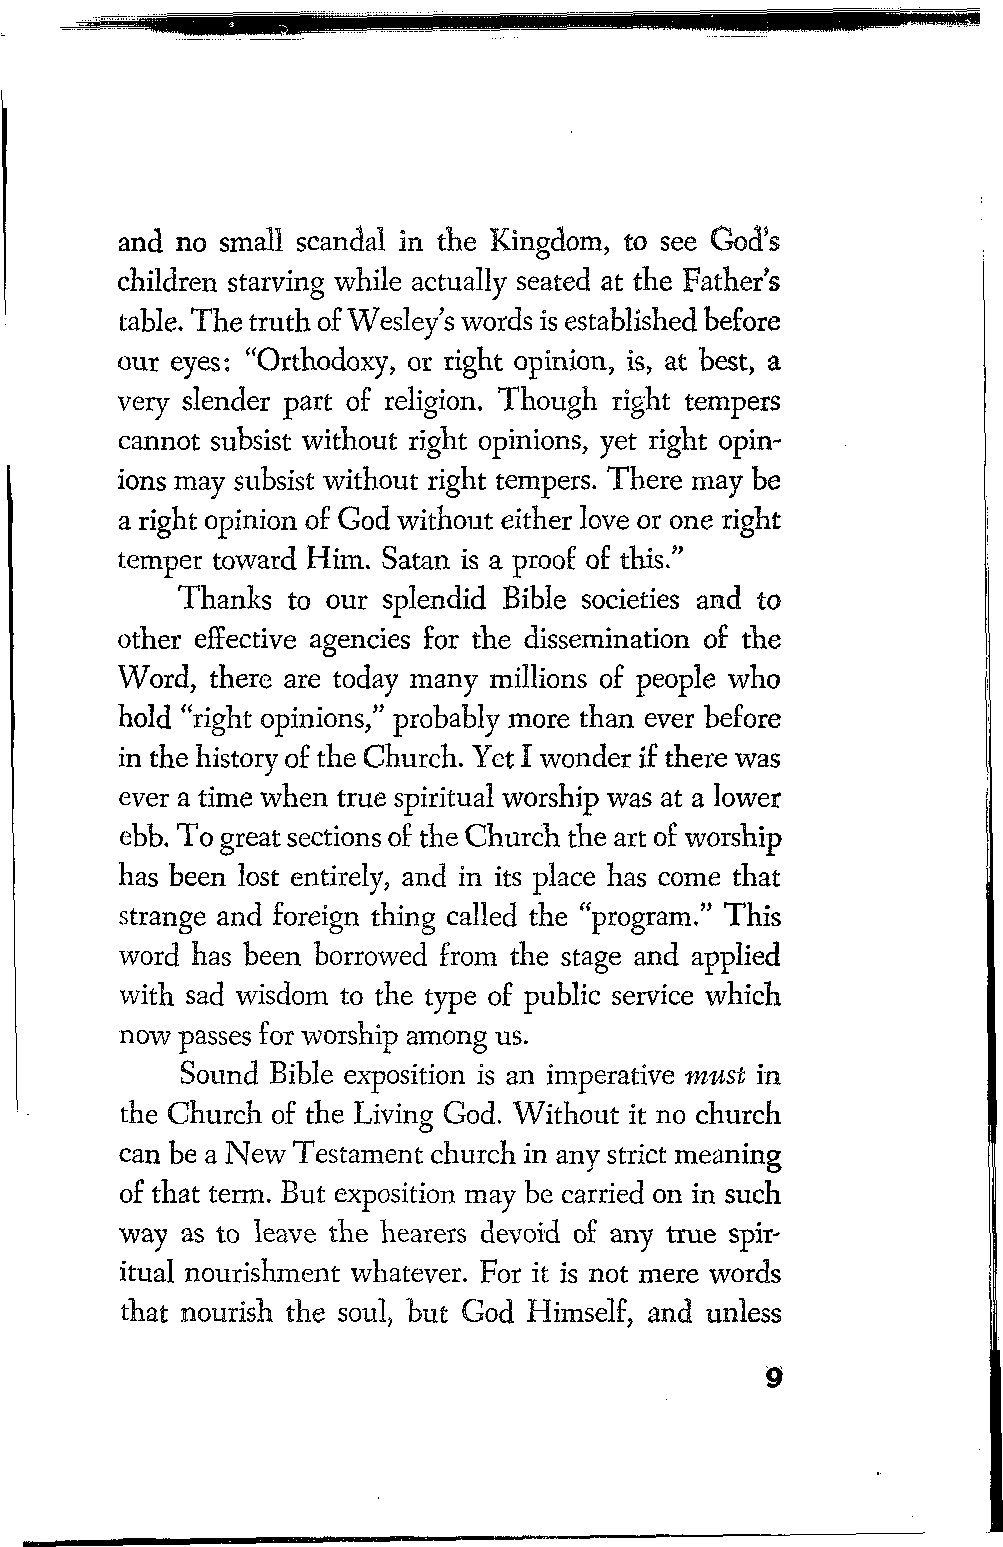 and no small scandal in the Kingdom, to see God's
children starving while actually seated at the Father's
table. The truth of Wesley's words is established before
our eyes: “Orthodoxy, or right opinion, is, at best, a
very slender part of religion. Though right tempers
cannot subsist without right opinions, yet right opin-
ions may subsist without right tempers. There may be
a right opinion of God without either love or one right
temper toward Him. Satan is a proof of this.”
Thanks to our splendid Bible societies and to
other effective agencies for the dissemination of the
Word, there are today many millions of people who
hold “right opinions,” probably more than ever before
in the history of the Church. Yet I wonder if there was
ever a time when true spiritual worship was at a lower
ebb. To great sections of the Church the art of worship
has been lost entirely, and in its place has come that
strange and foreign thing called the “program.” This
word has been borrowed from the stage and applied
with sad wisdom to the type of public service which
now passes for worship among us.
Sound Bible exposition is an imperative must in
the Church of the Living God. Without it no church
can be a New Testament church in any strict meaning
of that term. But exposition may be carried on in such
way as to leave the hearers devoid of any true spir-
itual nourishment whatever. For it is not mere words
that nourish the soul, but God Himself, and unless
9